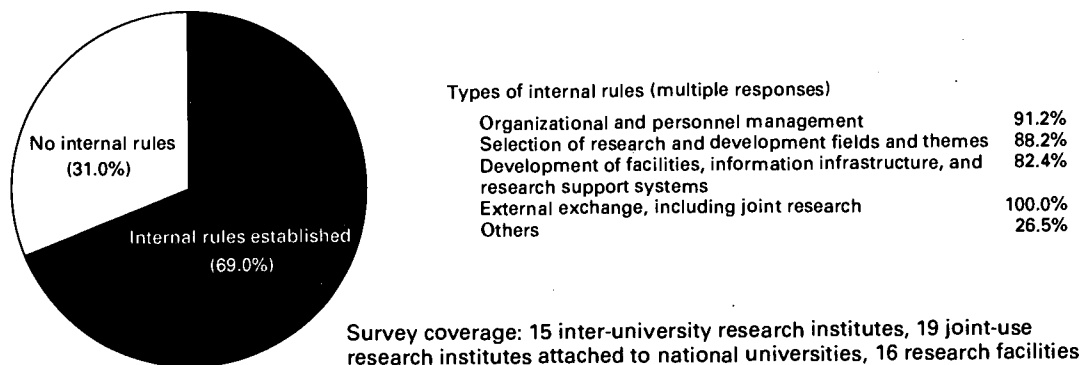 No internal rules
(31.0%)
Internal rules established
(69.0%)
Types of internal rules (multiple responses)
Organizational and personnel management 91.2%
Selection of research and development fields and themes 88.2%
Development of facilities, information infrastructure, and 82.4%
research support systems
External exchange, including joint research 100.0%
Others 26.5%
Survey coverage: 15 inter-university research institutes, 19 joint-use
research institutes attached to national universities, 16 research facilities